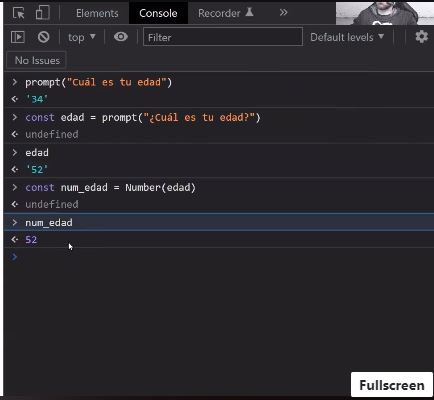 Elements Console Recorder
top Filter Default levels
No Issues
prompt("Cuál es tu edad")
'34'
const edad = prompt("¿Cuál es tu edad?")
undefined
edad
'52'
const num_edad = Number(edad)
undefined
num_edad
52
Fullscreen